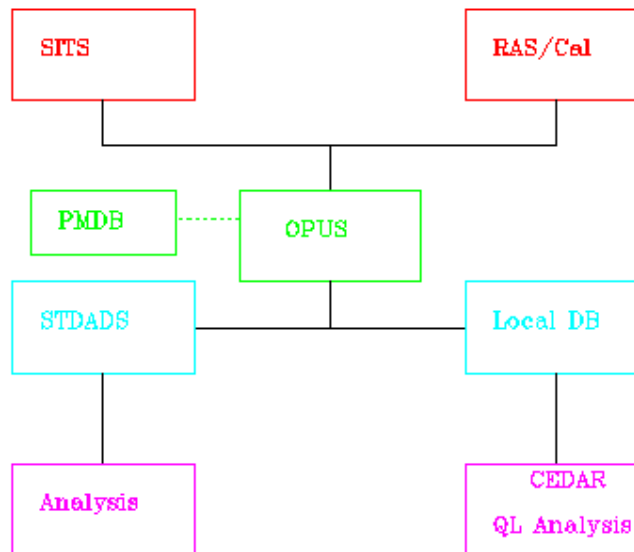 SITS
RAS/Cal
PMDB
OPUS
STDADS
Local DB
Analysis
CEDAR
QL Analysis